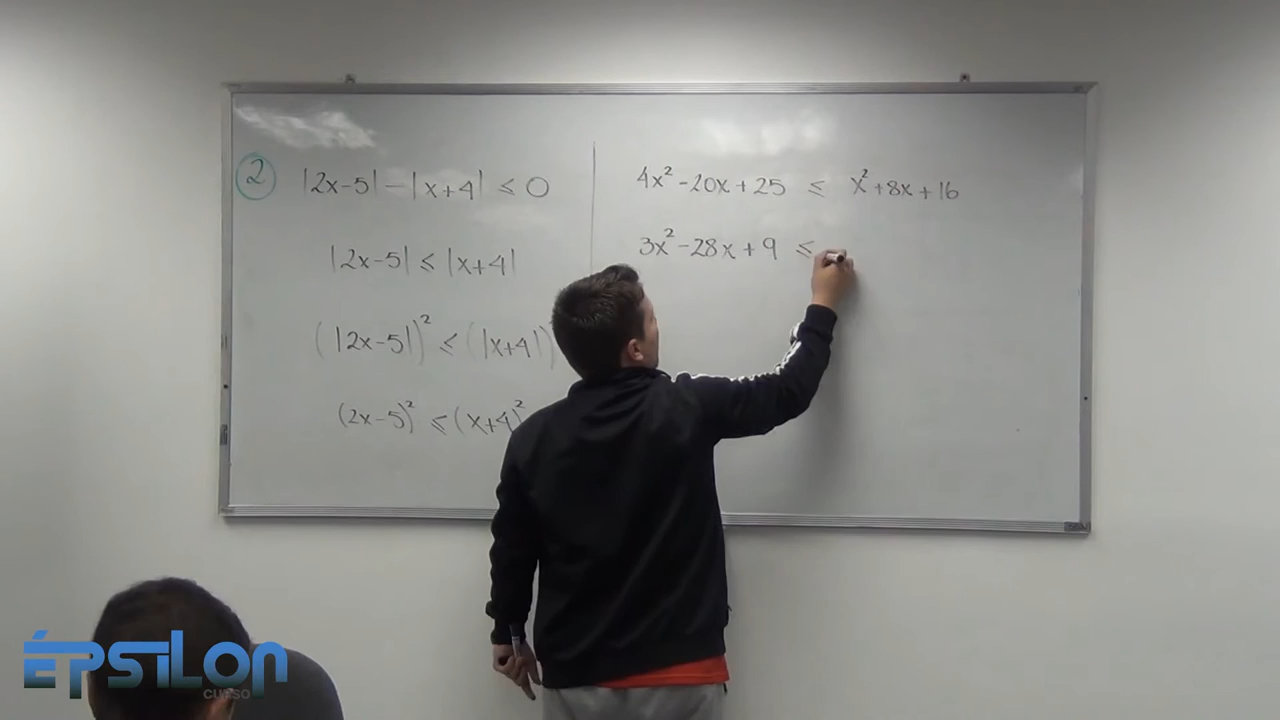 2 |2x-5| - |x+4| ≤ 0
|2x-5| ≤ |x+4|
(|2x-5|)² ≤ (|x+4|)
(2x-5)² ≤ (x+4)²
4x² -20x + 25 ≤ x² + 8x + 16
3x² - 28x + 9 ≤
ÉPSILON
CURSO